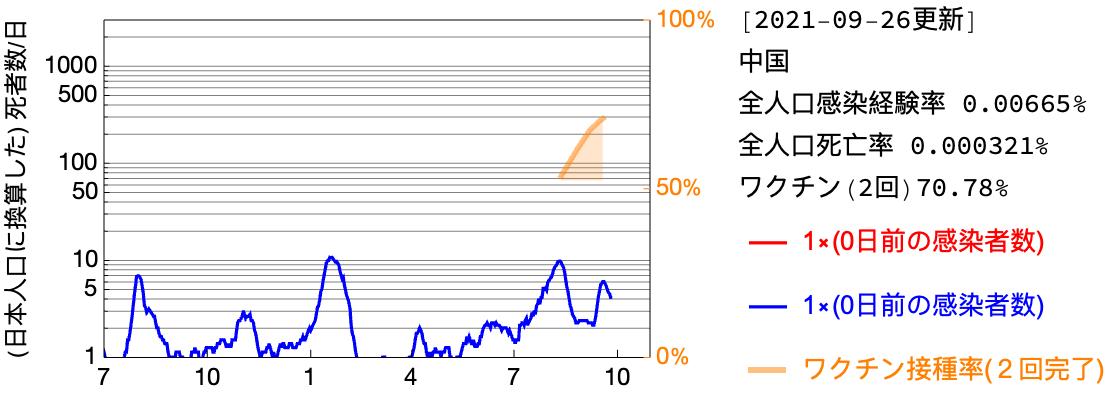 (日本人口に換算した) 死者数/日
1000
500
100
50
10
5
1
7 10 1 4 7 10
100%
50%
0%
[2021-09-26更新]
中国
全人口感染経験率 0.00665%
全人口死亡率 0.000321%
ワクチン(2回)70.78%
1×(0日前の感染者数)
1×(0日前の感染者数)
ワクチン接種率(２回完了)